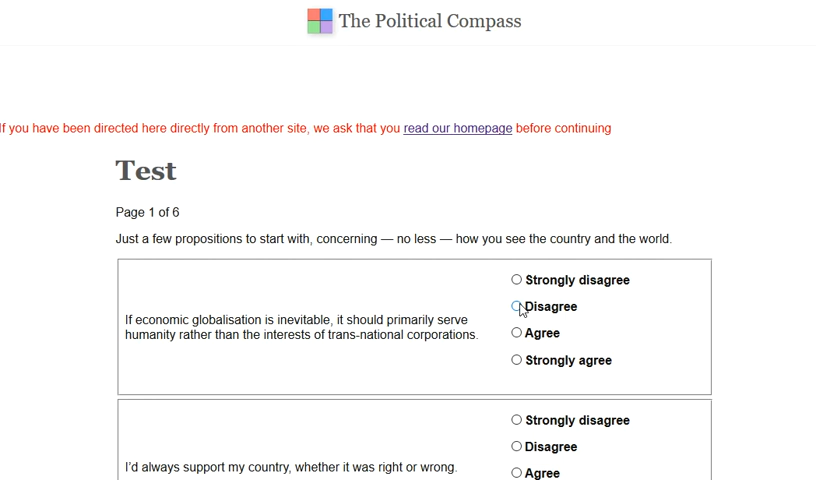 The Political Compass
If you have been directed here directly from another site, we ask that you read our homepage before continuing
Test
Page 1 of 6
Just a few propositions to start with, concerning — no less — how you see the country and the world.
If economic globalisation is inevitable, it should primarily serve
humanity rather than the interests of trans-national corporations.
Strongly disagree
Disagree
Agree
Strongly agree
I'd always support my country, whether it was right or wrong.
Strongly disagree
Disagree
Agree